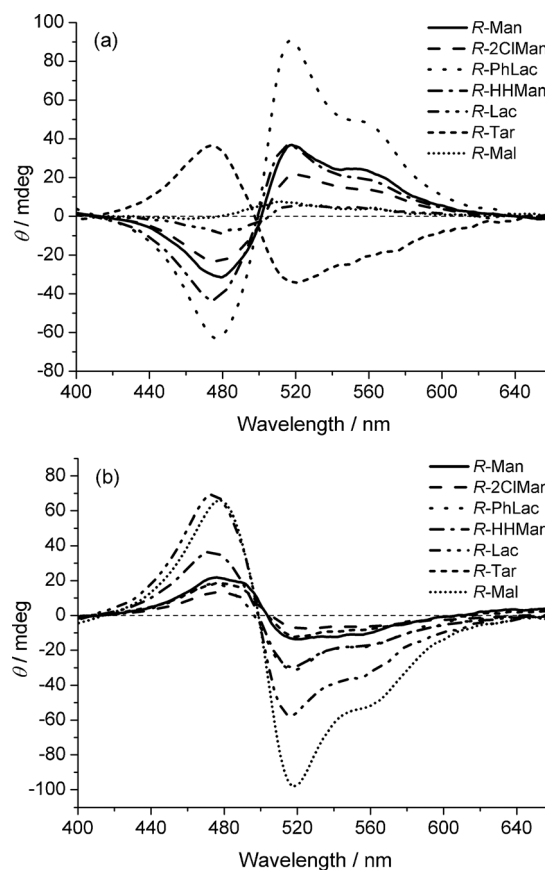 (a)
R-Man
R-2ClMan
R-PhLac
R-HHMan
R-Lac
R-Tar
R-Mal
θ / mdeg
100
80
60
40
20
0
-20
-40
-60
-80
400 440 480 520 560 600 640
Wavelength / nm
(b)
R-Man
R-2ClMan
R-PhLac
R-HHMan
R-Lac
R-Tar
R-Mal
θ / mdeg
80
60
40
20
0
-20
-40
-60
-80
-100
400 440 480 520 560 600 640
Wavelength / nm